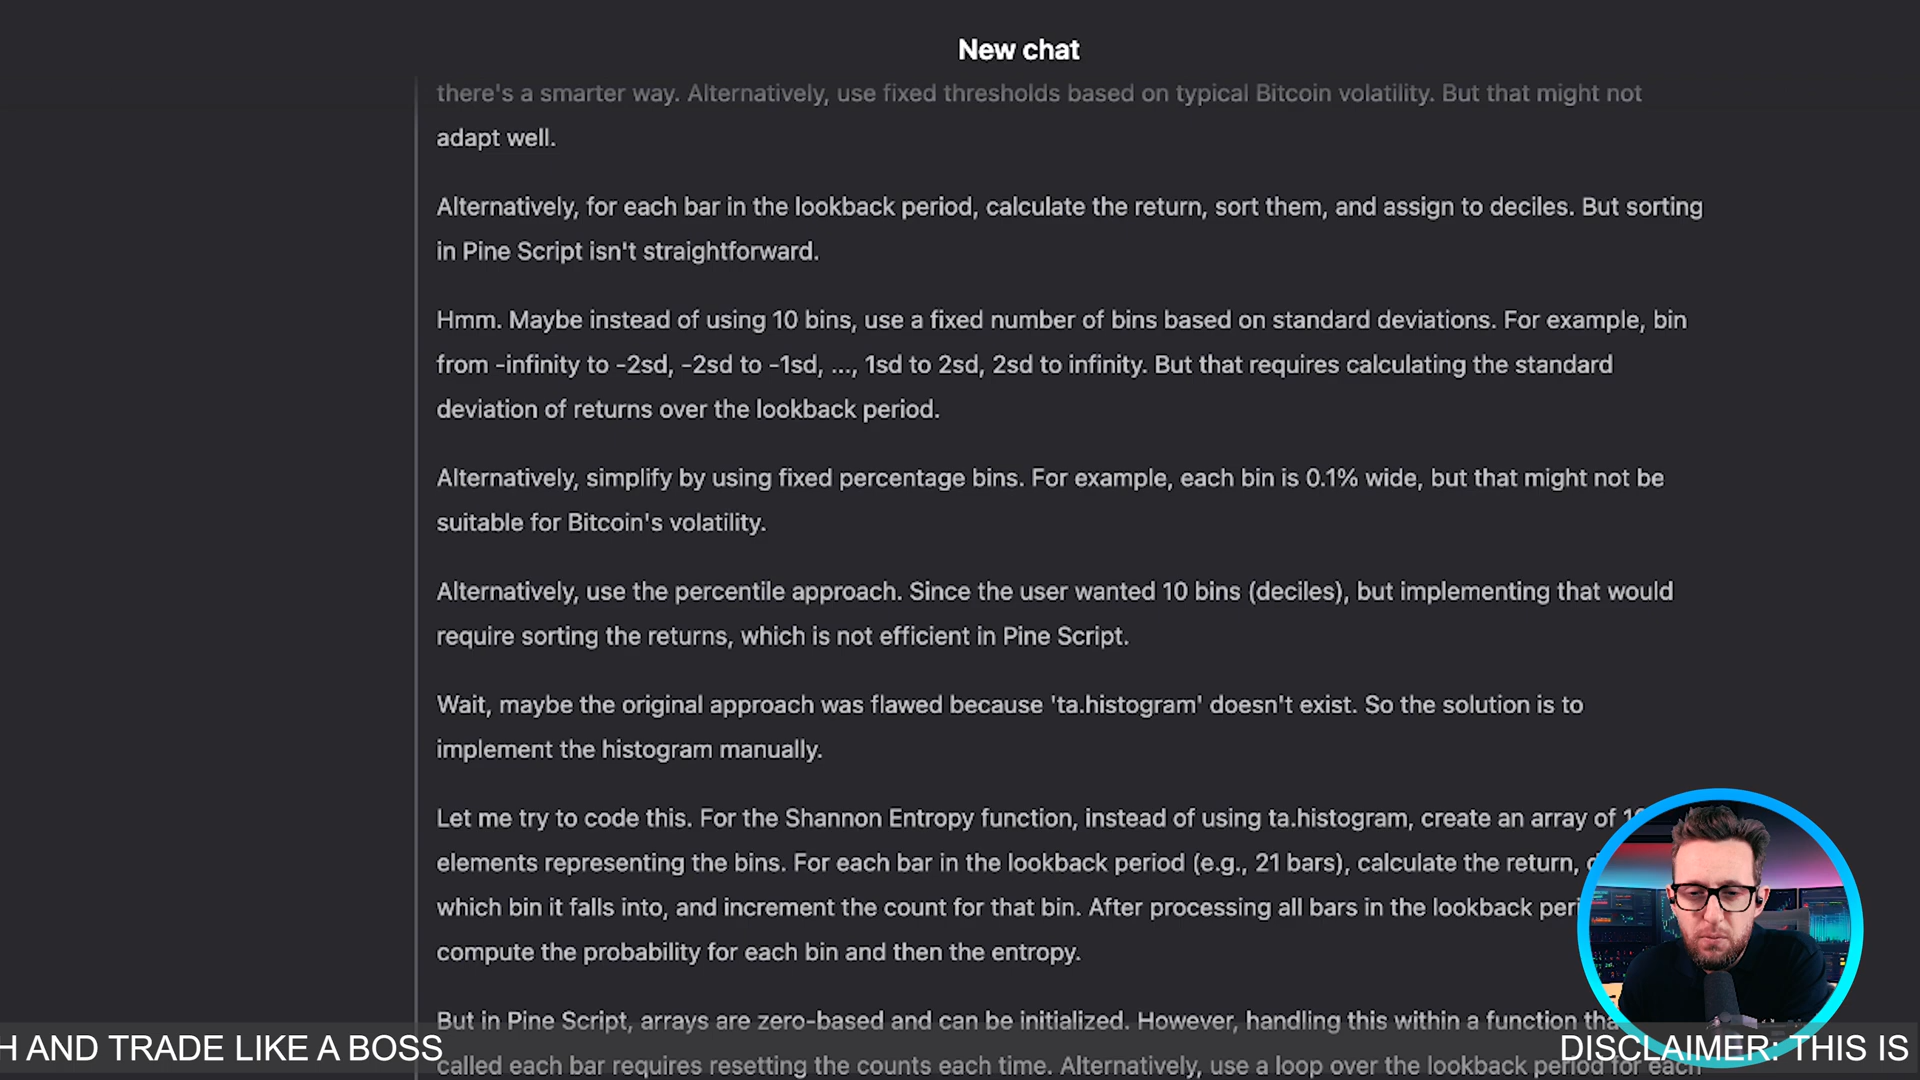 New chat
there's a smarter way. Alternatively, use fixed thresholds based on typical Bitcoin volatility. But that might not
adapt well.
Alternatively, for each bar in the lookback period, calculate the return, sort them, and assign to deciles. But sorting
in Pine Script isn't straightforward.
Hmm. Maybe instead of using 10 bins, use a fixed number of bins based on standard deviations. For example, bin
from -infinity to -2sd, -2sd to -1sd, ..., 1sd to 2sd, 2sd to infinity. But that requires calculating the standard
deviation of returns over the lookback period.
Alternatively, simplify by using fixed percentage bins. For example, each bin is 0.1% wide, but that might not be
suitable for Bitcoin's volatility.
Alternatively, use the percentile approach. Since the user wanted 10 bins (deciles), but implementing that would
require sorting the returns, which is not efficient in Pine Script.
Wait, maybe the original approach was flawed because 'ta.histogram' doesn't exist. So the solution is to
implement the histogram manually.
Let me try to code this. For the Shannon Entropy function, instead of using ta.histogram, create an array of
elements representing the bins. For each bar in the lookback period (e.g., 21 bars), calculate the return,
which bin it falls into, and increment the count for that bin. After processing all bars in the lookback
compute the probability for each bin and then the entropy.
But in Pine Script, arrays are zero-based and can be initialized. However, handling this within a function
called each bar requires resetting the counts each time. Alternatively, use a loop over the lookback period for each
H AND TRADE LIKE A BOSS
DISCLAIMER: THIS IS